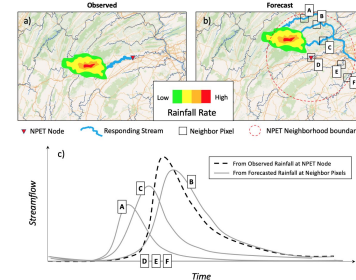 Observed
Forecast
a)
b)
A
B
C
D
E
F
Low High
Rainfall Rate
NPET Node Responding Stream Neighbor Pixel NPET Neighborhood boundary
c)
From Observed Rainfall at NPET Node
From Forecasted Rainfall at Neighbor Pixels
A
C
B
D E F
Streamflow
Time